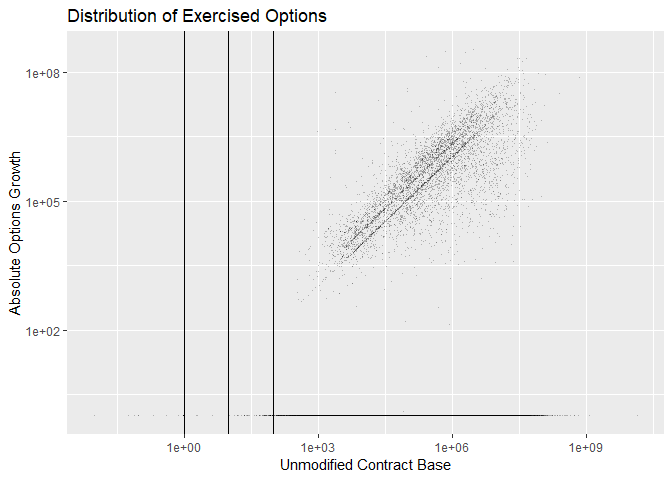 Distribution of Exercised Options
Absolute Options Growth
1e+08
1e+05
1e+02
1e+00 1e+03 1e+06 1e+09
Unmodified Contract Base